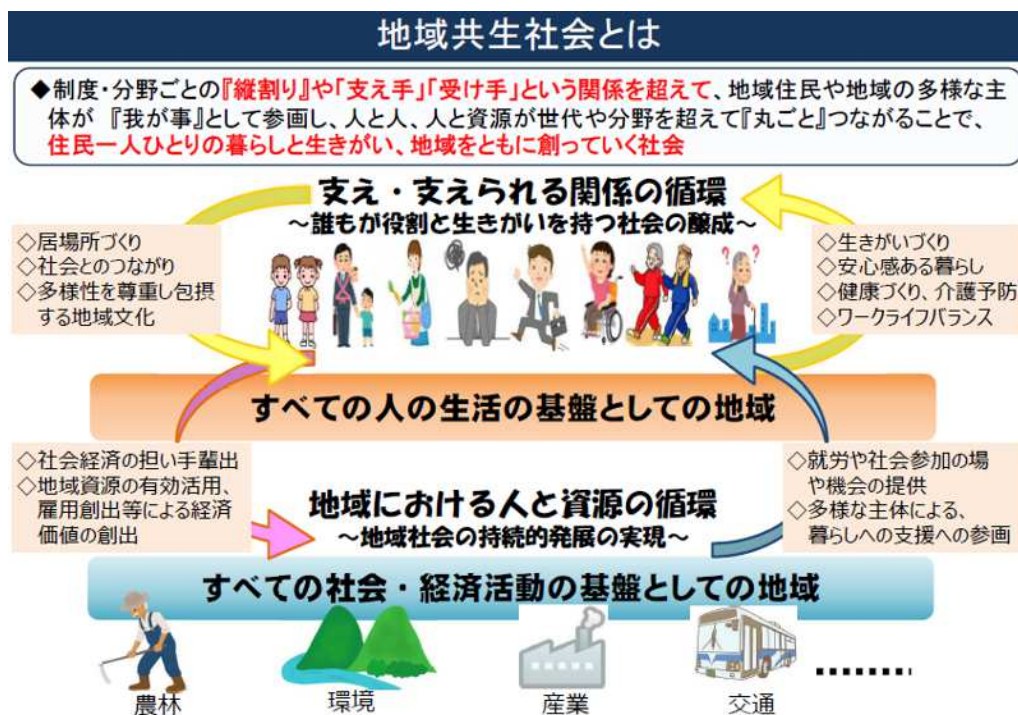 地域共生社会とは
◆制度・分野ごとの『縦割り』や「支え手」「受け手」という関係を超えて、地域住民や地域の多様な主
体が 『我が事』として参画し、人と人、人と資源が世代や分野を超えて『丸ごと』つながることで、
住民一人ひとりの暮らしと生きがい、地域をともに創っていく社会
支え・支えられる関係の循環
～誰もが役割と生きがいを持つ社会の醸成～
◇居場所づくり
◇社会とのつながり
◇多様性を尊重し包摂
する地域文化
◇生きがいづくり
◇安心感ある暮らし
◇健康づくり、介護予防
◇ワークライフバランス
すべての人の生活の基盤としての地域
◇社会経済の担い手輩出
◇地域資源の有効活用、
雇用創出等による経済
価値の創出
地域における人と資源の循環
～地域社会の持続的発展の実現～
◇就労や社会参加の場
や機会の提供
◇多様な主体による、
暮らしへの支援への参画
すべての社会・経済活動の基盤としての地域
農林
環境
産業
交通